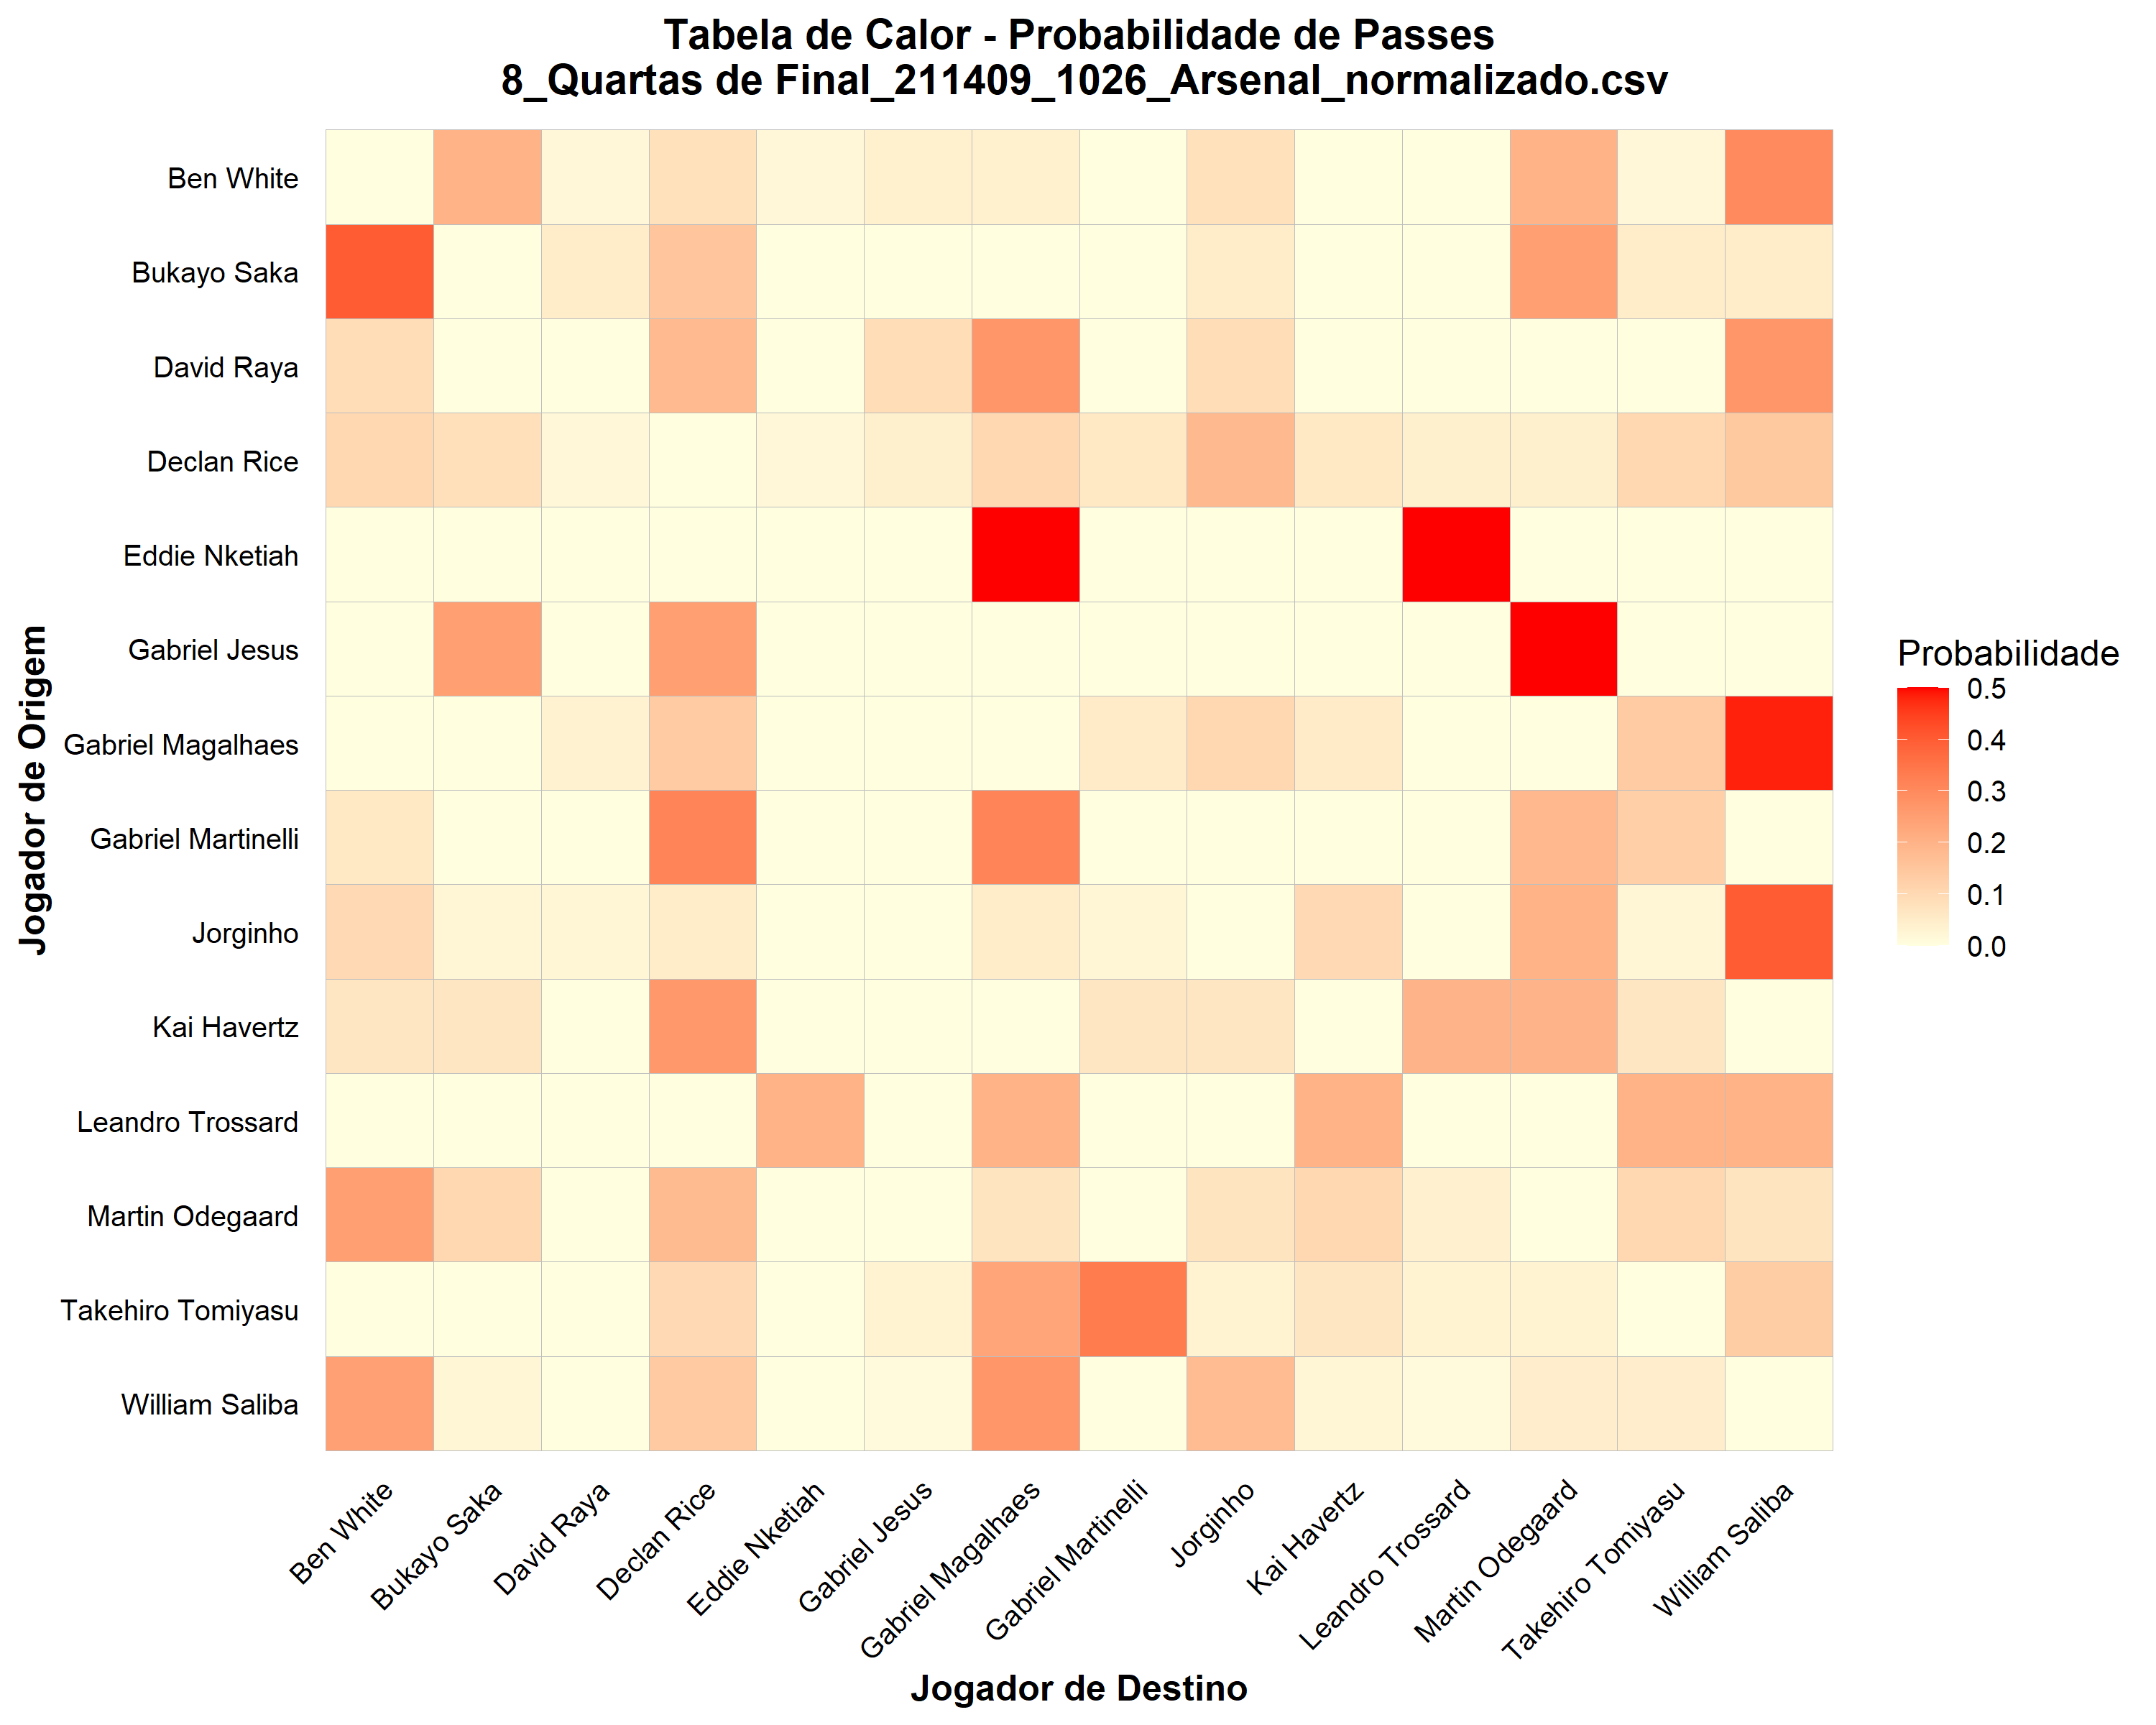 Tabela de Calor - Probabilidade de Passes
8_Quartas de Final_211409_1026_Arsenal_normalizado.csv
Jogador de Origem
Ben White
Bukayo Saka
David Raya
Declan Rice
Eddie Nketiah
Gabriel Jesus
Gabriel Magalhaes
Gabriel Martinelli
Jorginho
Kai Havertz
Leandro Trossard
Martin Odegaard
Takehiro Tomiyasu
William Saliba
Ben White
Bukayo Saka
David Raya
Declan Rice
Eddie Nketiah
Gabriel Jesus
Gabriel Magalhaes
Gabriel Martinelli
Jorginho
Kai Havertz
Leandro Trossard
Martin Odegaard
Takehiro Tomiyasu
William Saliba
Jogador de Destino
Probabilidade
0.5
0.4
0.3
0.2
0.1
0.0